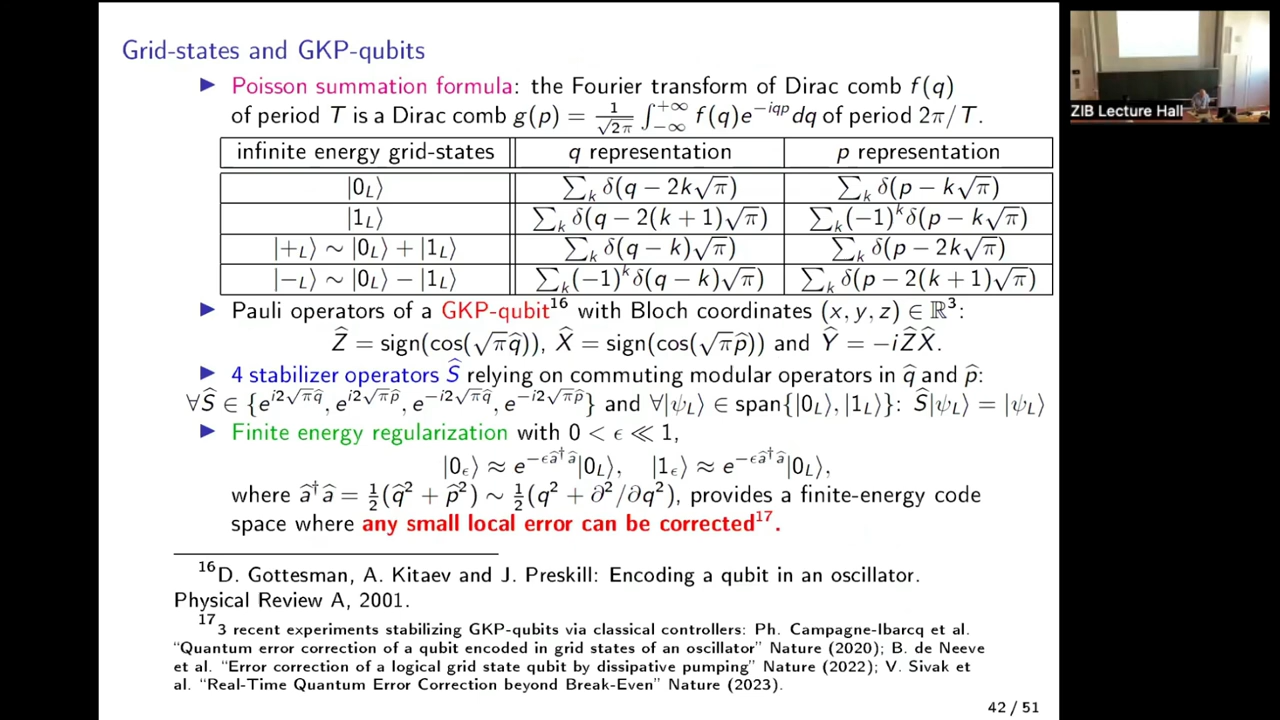 Grid-states and GKP-qubits
▶ Poisson summation formula: the Fourier transform of Dirac comb f(q)
of period T is a Dirac comb g(p) = 1/√2π ∫_{−∞}^{+∞} f(q)e^{−iqp}dq of period 2π/T.
infinite energy grid-states | q representation | p representation
|0_L⟩ | ∑_k δ(q − 2k√π) | ∑_k δ(p − k√π)
|1_L⟩ | ∑_k δ(q − 2(k + 1)√π) | ∑_k(−1)^k δ(p − k√π)
|+_L⟩ ∼ |0_L⟩ + |1_L⟩ | ∑_k δ(q − k)√π) | ∑_k δ(p − 2k√π)
|−_L⟩ ∼ |0_L⟩ − |1_L⟩ | ∑_k(−1)^k δ(q − k)√π) | ∑_k δ(p − 2(k + 1)√π)
▶ Pauli operators of a GKP-qubit^16 with Bloch coordinates (x, y, z) ∈ ℝ^3:
Ẑ = sign(cos(√πq̂)), X̂ = sign(cos(√πp̂)) and Ŷ = −iẐX̂.
▶ 4 stabilizer operators Ŝ relying on commuting modular operators in q̂ and p̂:
∀Ŝ ∈ {e^{i2√πq̂}, e^{i2√πp̂}, e^{−i2√πq̂}, e^{−i2√πp̂}} and ∀|ψ_L⟩ ∈ span{|0_L⟩, |1_L⟩}: Ŝ|ψ_L⟩ = |ψ_L⟩
▶ Finite energy regularization with 0 < ϵ ≪ 1,
|0_ϵ⟩ ≈ e^{−ϵâ†â}|0_L⟩, |1_ϵ⟩ ≈ e^{−ϵâ†â}|0_L⟩,
where â†â = ½(q̂² + p̂²) ∼ ½(q² + ∂²/∂q²), provides a finite-energy code
space where any small local error can be corrected^17.
^16D. Gottesman, A. Kitaev and J. Preskill: Encoding a qubit in an oscillator.
Physical Review A, 2001.
^17 3 recent experiments stabilizing GKP-qubits via classical controllers: Ph. Campagne-Ibarcq et al.
“Quantum error correction of a qubit encoded in grid states of an oscillator” Nature (2020); B. de Neeve
et al. “Error correction of a logical grid state qubit by dissipative pumping” Nature (2022); V. Sivak et
al. “Real-Time Quantum Error Correction beyond Break-Even” Nature (2023).
42 / 51
ZIB Lecture Hall